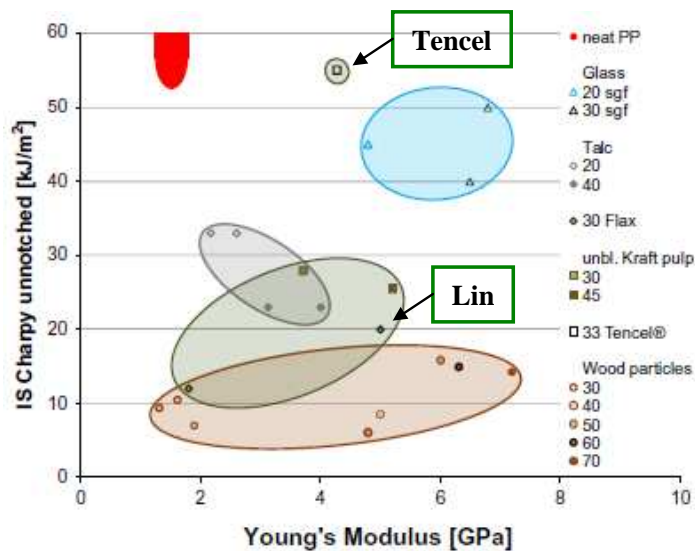 60
50
40
30
20
10
0
IS Charpy unnotched [kJ/m²]
0 2 4 6 8 10
Young's Modulus [GPa]
Tencel
Lin
neat PP
Glass
20 sgf
30 sgf
Talc
20
40
30 Flax
unbl. Kraft pulp
30
45
33 Tencel®
Wood particles
30
40
50
60
70